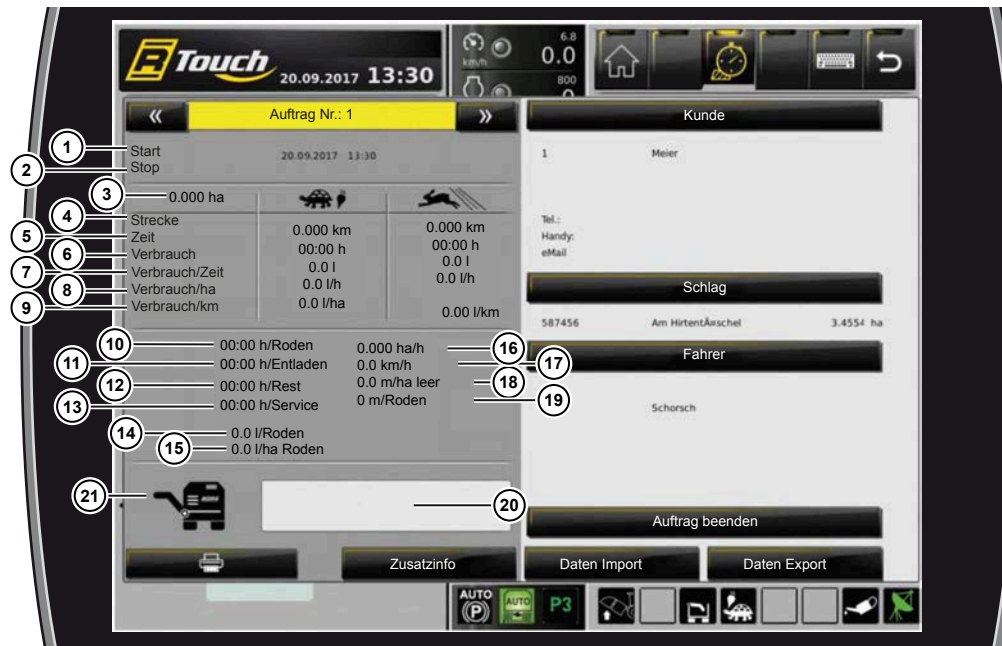 R Touch 20.09.2017 13:30
km/h 6.8
0.0
800
Auftrag Nr.: 1
Kunde
1 Start 20.09.2017 13:30
2 Stop
1 Meier
3 0.000 ha
4 Strecke 0.000 km 0.000 km
5 Zeit 00:00 h 00:00 h
6 Verbrauch 0.0 l 0.0 l
7 Verbrauch/Zeit 0.0 l/h 0.0 l/h
8 Verbrauch/ha 0.0 l/ha
9 Verbrauch/km 0.00 l/km
Tel.:
Handy:
eMail
Schlag
587456 Am HirtentÄ¤schel 3.4554 ha
10 00:00 h/Roden 0.000 ha/h 16
11 00:00 h/Entladen 0.0 km/h 17
12 00:00 h/Rest 0.0 m/ha leer 18
13 00:00 h/Service 0 m/Roden 19
14 0.0 l/Roden
15 0.0 l/ha Roden
Fahrer
Schorsch
21
20
Auftrag beenden
Zusatzinfo
Daten Import
Daten Export
AUTO (P) AUTO P3